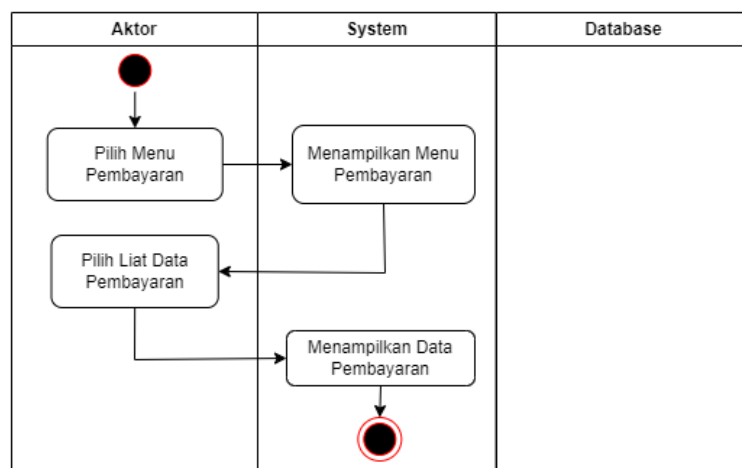 Aktor
System
Database
Pilih Menu
Pembayaran
Menampilkan Menu
Pembayaran
Pilih Liat Data
Pembayaran
Menampilkan Data
Pembayaran